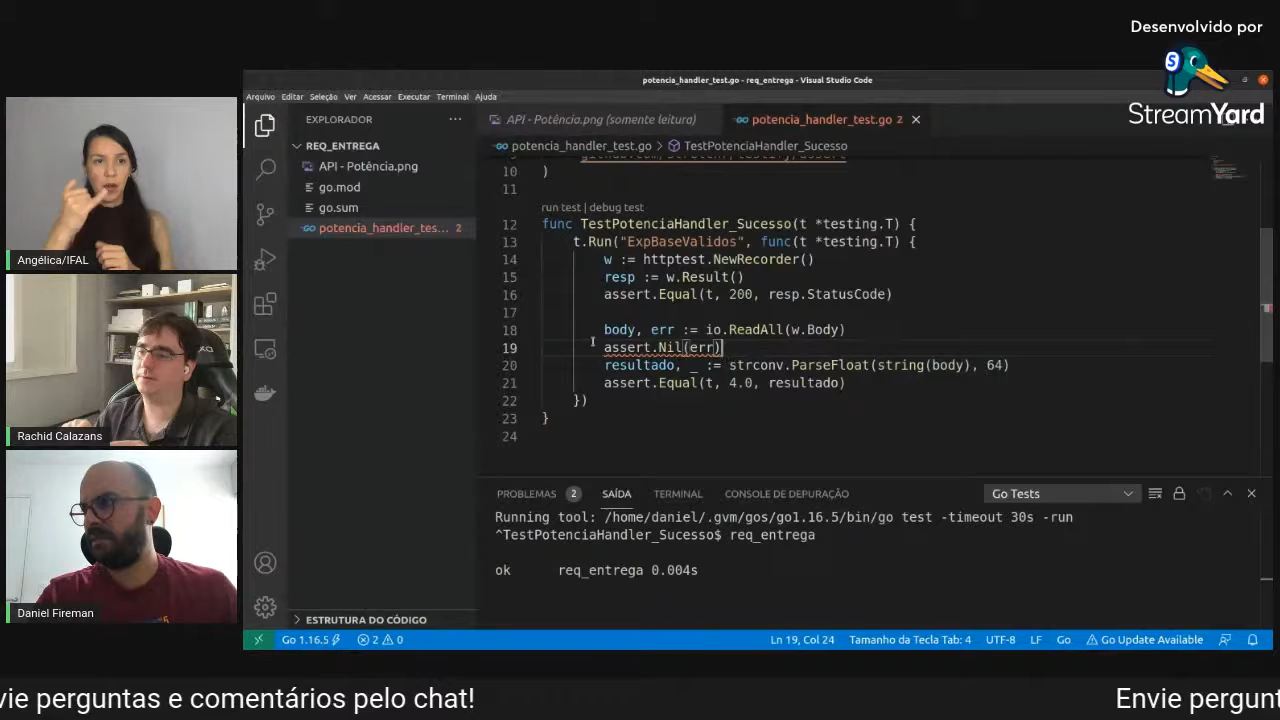 Desenvolvido por
StreamYard
potencia_handler_test.go - req_entrega - Visual Studio Code
Arquivo Editar Seleção Ver Acessar Executar Terminal Ajuda
EXPLORADOR
API - Potência.png (somente leitura)
potencia_handler_test.go 2
REQ_ENTREGA
API - Potência.png
go.mod
go.sum
potencia_handler_tes... 2
potencia_handler_test.go > TestPotenciaHandler_Sucesso
10 )
11
run test | debug test
12 func TestPotenciaHandler_Sucesso(t *testing.T) {
13 t.Run("ExpBaseValidos", func(t *testing.T) {
14 w := httptest.NewRecorder()
15 resp := w.Result()
16 assert.Equal(t, 200, resp.StatusCode)
17
18 body, err := io.ReadAll(w.Body)
19 assert.Nil(err)
20 resultado, _ := strconv.ParseFloat(string(body), 64)
21 assert.Equal(t, 4.0, resultado)
22 })
23 }
24
PROBLEMAS 2 SAÍDA TERMINAL CONSOLE DE DEPURAÇÃO Go Tests
Running tool: /home/daniel/.gvm/gos/go1.16.5/bin/go test -timeout 30s -run
^TestPotenciaHandler_Sucesso$ req_entrega
ok req_entrega 0.004s
ESTRUTURA DO CÓDIGO
Go 1.16.5 2 0 Ln 19, Col 24 Tamanho da Tecla Tab: 4 UTF-8 LF Go Go Update Available
Angélica/IFAL
Rachid Calazans
Daniel Fireman
vie perguntas e comentários pelo chat!
Envie pergunt